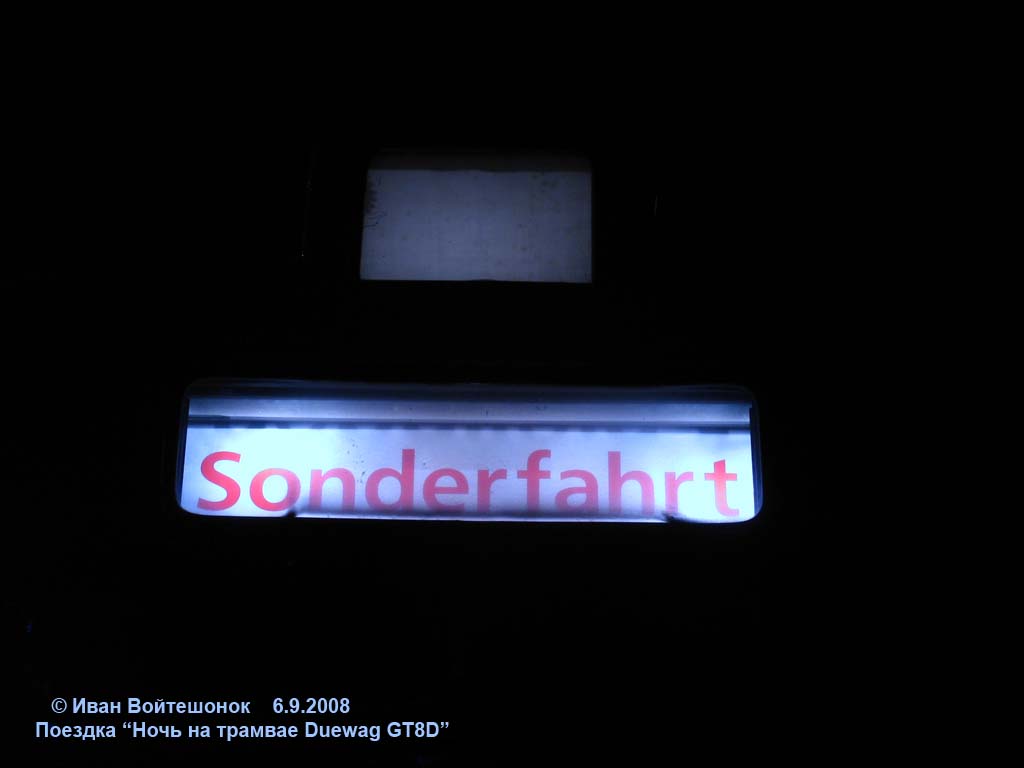 Sonderfahrt
© Иван Войтешонок 6.9.2008
Поездка “Ночь на трамвае Duewag GT8D”